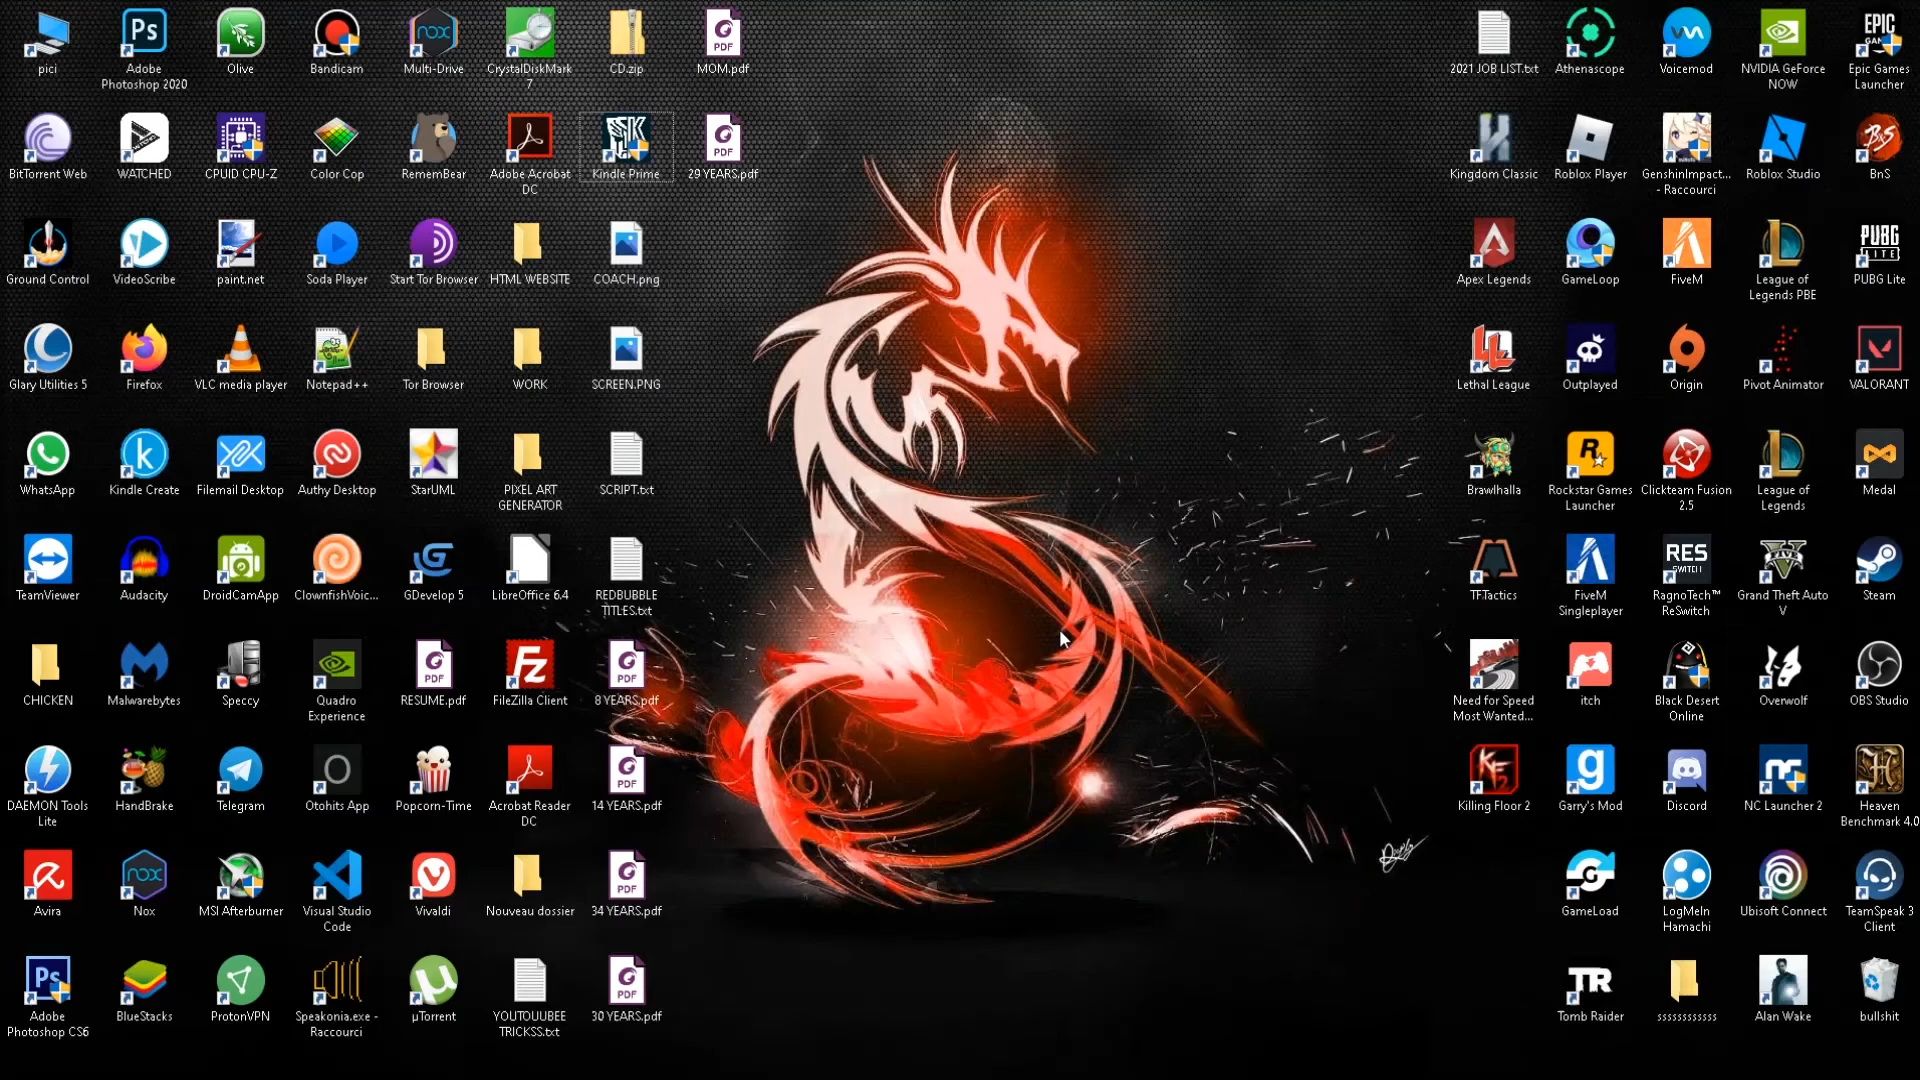 pici
Adobe
Photoshop 2020
Olive
Bandicam
Multi-Drive
CrystalDiskMark
7
CD.zip
MOM.pdf
2021 JOB LIST.txt
Athenascope
Voicemod
NVIDIA GeForce
NOW
Epic Games
Launcher
BitTorrent Web
WATCHED
CPUID CPU-Z
Color Cop
RememBear
Adobe Acrobat
DC
Kindle Prime
29 YEARS.pdf
Kingdom Classic
Roblox Player
GenshinImpact...
- Raccourci
Roblox Studio
BnS
Ground Control
VideoScribe
paint.net
Soda Player
Start Tor Browser
HTML WEBSITE
COACH.png
Apex Legends
GameLoop
FiveM
League of
Legends PBE
PUBG Lite
Glary Utilities 5
Firefox
VLC media player
Notepad++
Tor Browser
WORK
SCREEN.PNG
Lethal League
Outplayed
Origin
Pivot Animator
VALORANT
WhatsApp
Kindle Create
Filemail Desktop
Authy Desktop
StarUML
PIXEL ART
GENERATOR
SCRIPT.txt
Brawlhalla
Rockstar Games
Launcher
Clickteam Fusion
2.5
League of
Legends
Medal
TeamViewer
Audacity
DroidCamApp
ClownfishVoic...
GDevelop 5
LibreOffice 6.4
REDBUBBLE
TITLES.txt
TFTactics
FiveM
Singleplayer
RagnoTech™
ReSwitch
Grand Theft Auto
V
Steam
CHICKEN
Malwarebytes
Speccy
Quadro
Experience
RESUME.pdf
FileZilla Client
8 YEARS.pdf
Need for Speed
Most Wanted...
itch
Black Desert
Online
Overwolf
OBS Studio
DAEMON Tools
Lite
HandBrake
Telegram
Otohits App
Popcorn-Time
Acrobat Reader
DC
14 YEARS.pdf
Killing Floor 2
Garry's Mod
Discord
NC Launcher 2
Heaven
Benchmark 4.0
Avira
Nox
MSI Afterburner
Visual Studio
Code
Vivaldi
Nouveau dossier
34 YEARS.pdf
GameLoad
LogMeIn
Hamachi
Ubisoft Connect
TeamSpeak 3
Client
Adobe
Photoshop CS6
BlueStacks
ProtonVPN
Speakonia.exe -
Raccourci
µTorrent
YOUTOUUBEE
TRICKSS.txt
30 YEARS.pdf
Tomb Raider
ssssssssssss
Alan Wake
bullshit